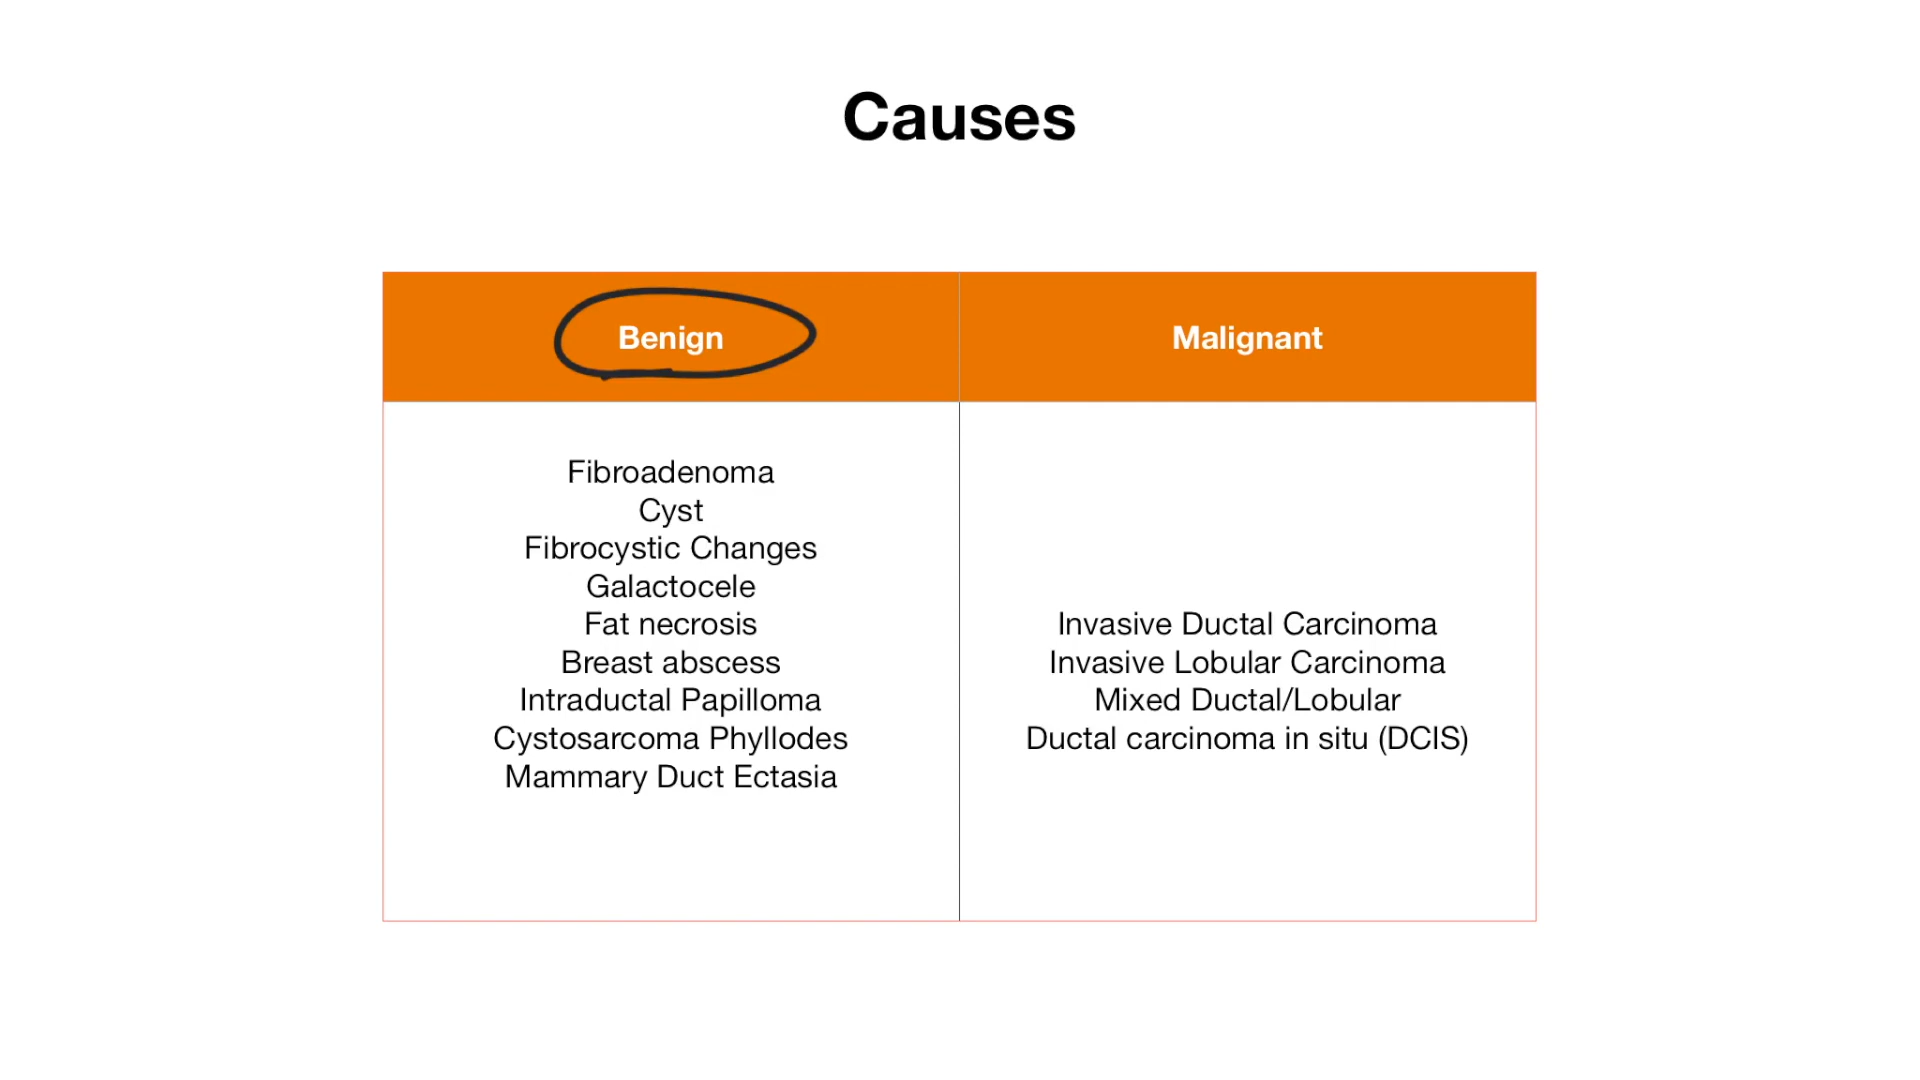 Causes
Benign
Malignant
Fibroadenoma
Cyst
Fibrocystic Changes
Galactocele
Fat necrosis
Breast abscess
Intraductal Papilloma
Cystosarcoma Phyllodes
Mammary Duct Ectasia
Invasive Ductal Carcinoma
Invasive Lobular Carcinoma
Mixed Ductal/Lobular
Ductal carcinoma in situ (DCIS)